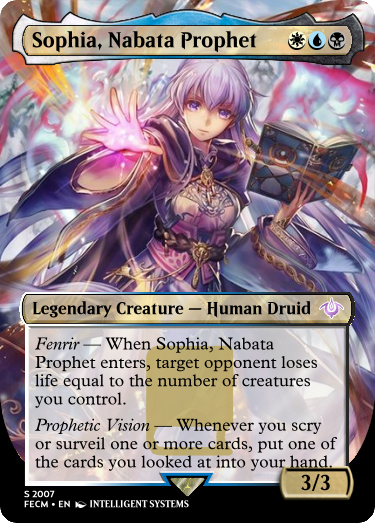 Sophia, Nabata Prophet
Legendary Creature — Human Druid
Fenrir — When Sophia, Nabata
Prophet enters, target opponent loses
life equal to the number of creatures
you control.
Prophetic Vision — Whenever you scry
or surveil one or more cards, put one of
the cards you looked at into your hand.
3/3
S 2007
FECM • EN INTELLIGENT SYSTEMS